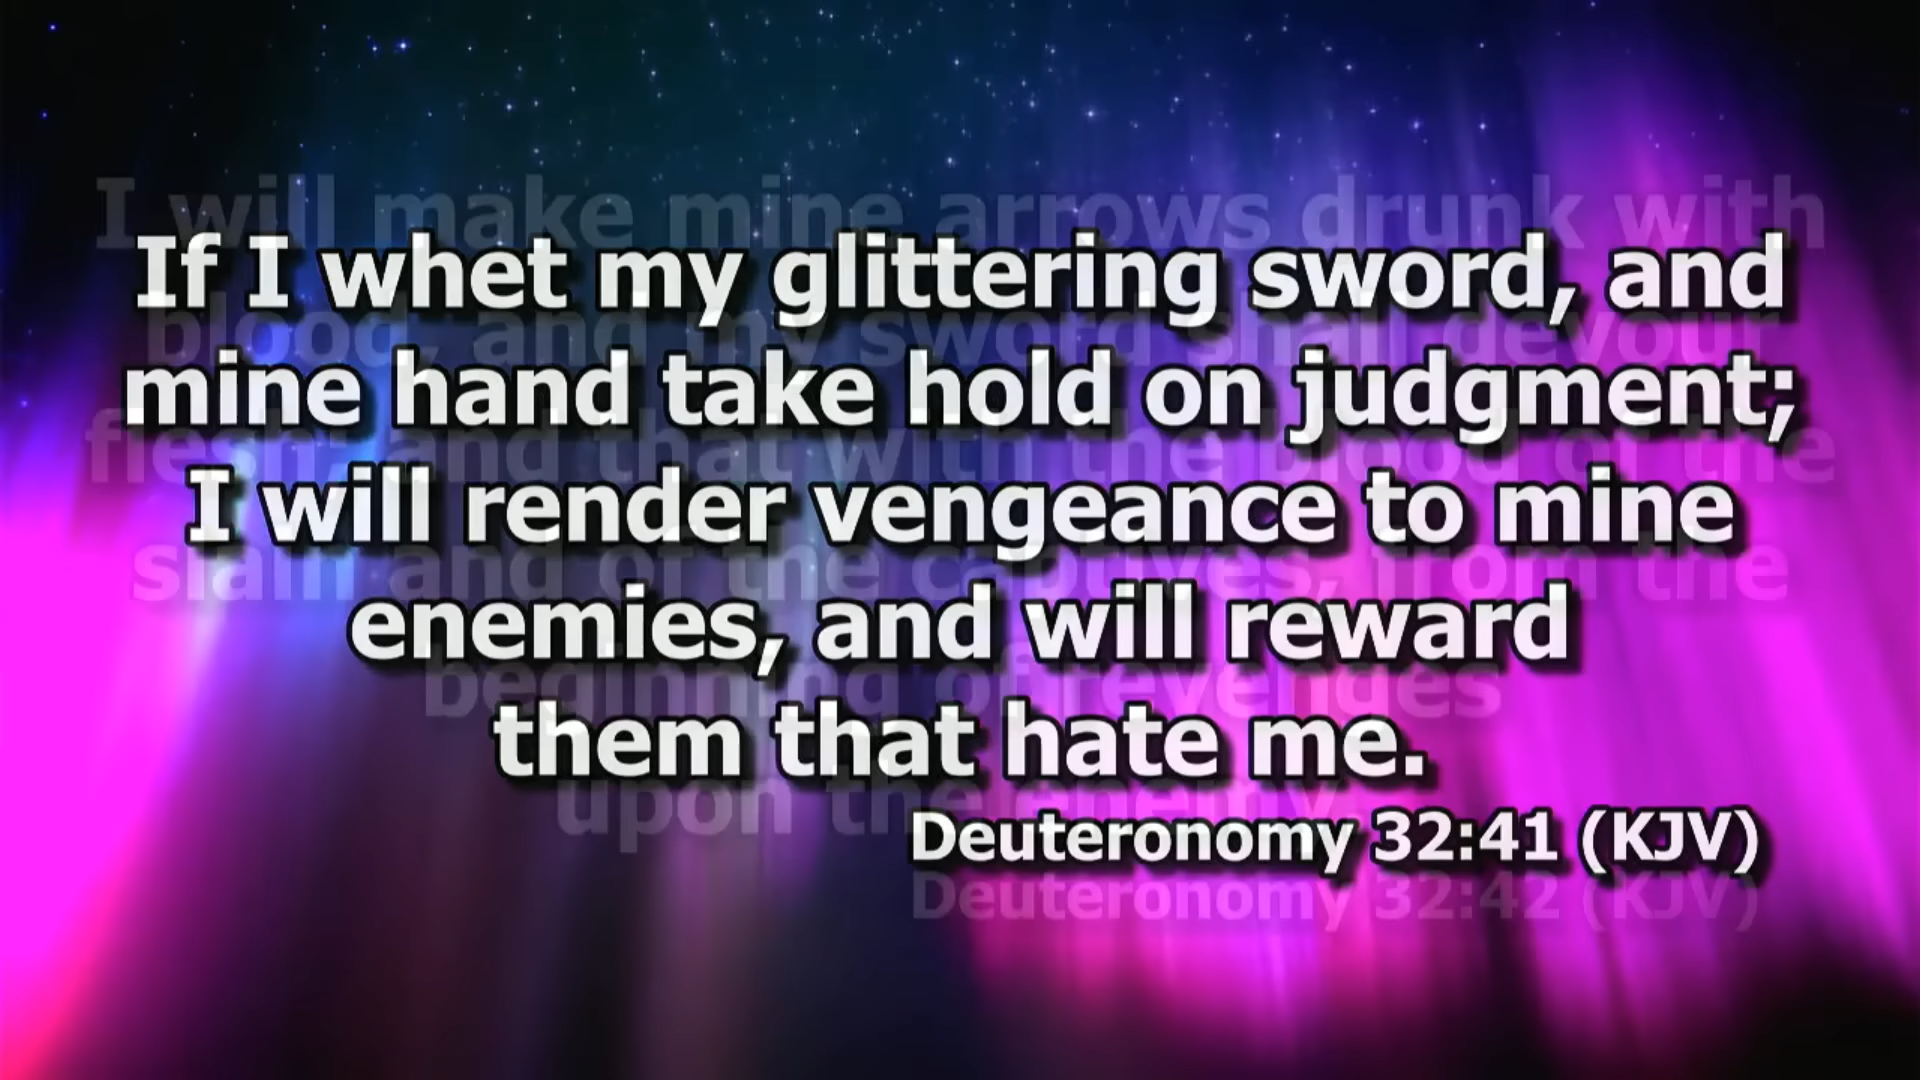 If I whet my glittering sword, and
mine hand take hold on judgment;
I will render vengeance to mine
enemies, and will reward
them that hate me.
Deuteronomy 32:41 (KJV)
I will make mine arrows drunk with
blood, and my sword shall devour
flesh; and that with the blood of the
slain and of the captives, from the
beginning of revenges
upon the enemy.
Deuteronomy 32:42 (KJV)